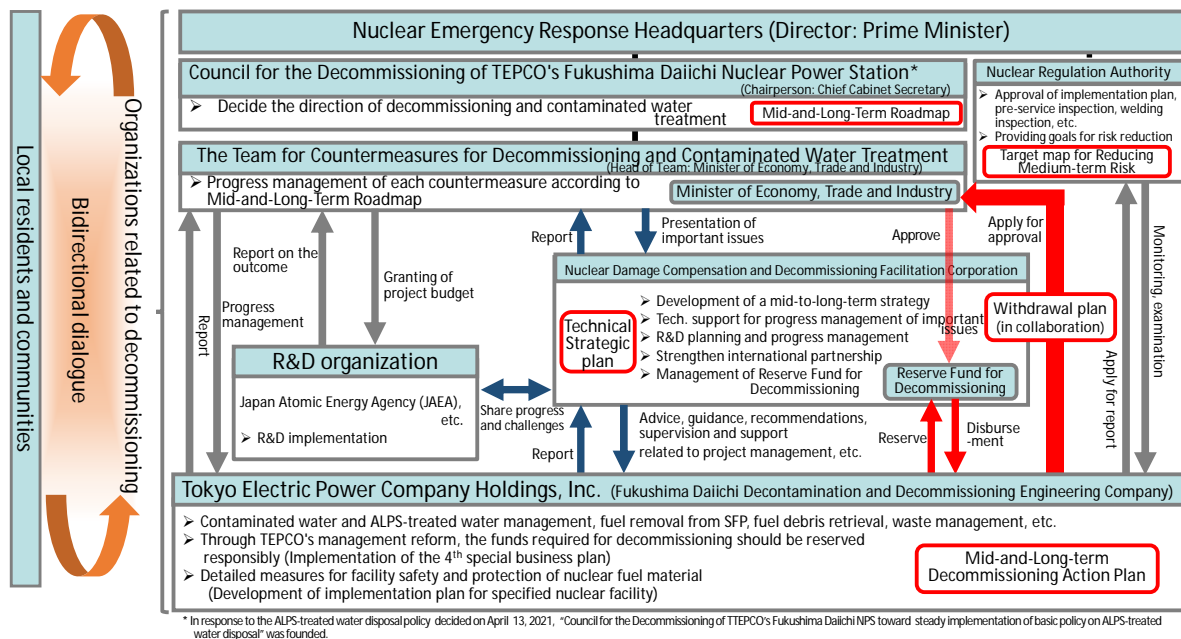 Local residents and communities
Bidirectional dialogue
Organizations related to decommissioning
Nuclear Emergency Response Headquarters (Director: Prime Minister)
Council for the Decommissioning of TEPCO's Fukushima Daiichi Nuclear Power Station*
(Chairperson: Chief Cabinet Secretary)
➢ Decide the direction of decommissioning and contaminated water
treatment
Mid-and-Long-Term Roadmap
Nuclear Regulation Authority
➢ Approval of implementation plan,
pre-service inspection, welding
inspection, etc.
➢ Providing goals for risk reduction
Target map for Reducing
Medium-term Risk
The Team for Countermeasures for Decommissioning and Contaminated Water Treatment
(Head of Team: Minister of Economy, Trade and Industry)
➢ Progress management of each countermeasure according to
Mid-and-Long-Term Roadmap
Minister of Economy, Trade and Industry
Report
Progress
management
Report on the
outcome
Granting of
project budget
Report
Presentation of
important issues
Approve
Apply for
approval
Monitoring, examination
Apply for report
Nuclear Damage Compensation and Decommissioning Facilitation Corporation
Technical
Strategic
plan
➢ Development of a mid-to-long-term strategy
➢ Tech. support for progress management of important
issues
➢ R&D planning and progress management
➢ Strengthen international partnership
➢ Management of Reserve Fund for
Decommissioning
Reserve Fund for
Decommissioning
Withdrawal plan
(in collaboration)
R&D organization
Japan Atomic Energy Agency (JAEA),
etc.
➢ R&D implementation
Share progress
and challenges
Report
Advice, guidance, recommendations,
supervision and support
related to project management, etc.
Reserve
Disburse
-ment
Tokyo Electric Power Company Holdings, Inc. (Fukushima Daiichi Decontamination and Decommissioning Engineering Company)
➢ Contaminated water and ALPS-treated water management, fuel removal from SFP, fuel debris retrieval, waste management, etc.
➢ Through TEPCO's management reform, the funds required for decommissioning should be reserved
responsibly (Implementation of the 4th special business plan)
➢ Detailed measures for facility safety and protection of nuclear fuel material
(Development of implementation plan for specified nuclear facility)
Mid-and-Long-term
Decommissioning Action Plan
* In response to the ALPS-treated water disposal policy decided on April 13, 2021, "Council for the Decommissioning of TTEPCO's Fukushima Daiichi NPS toward steady implementation of basic policy on ALPS-treated
water disposal" was founded.